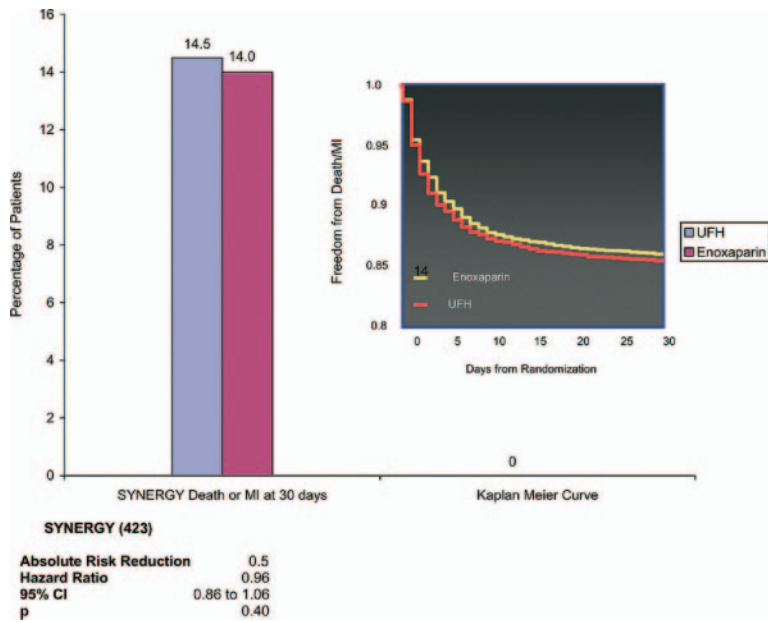 16
14.5
14.0
14
12
10
8
6
4
2
0
Percentage of Patients
1.0
0.95
0.9
0.85
0.8
Freedom from Death/MI
14
Enoxaparin
UFH
0 5 10 15 20 25 30
Days from Randomization
UFH
Enoxaparin
0
SYNERGY Death or MI at 30 days
Kaplan Meier Curve
SYNERGY (423)
Absolute Risk Reduction 0.5
Hazard Ratio 0.96
95% CI 0.86 to 1.06
p 0.40